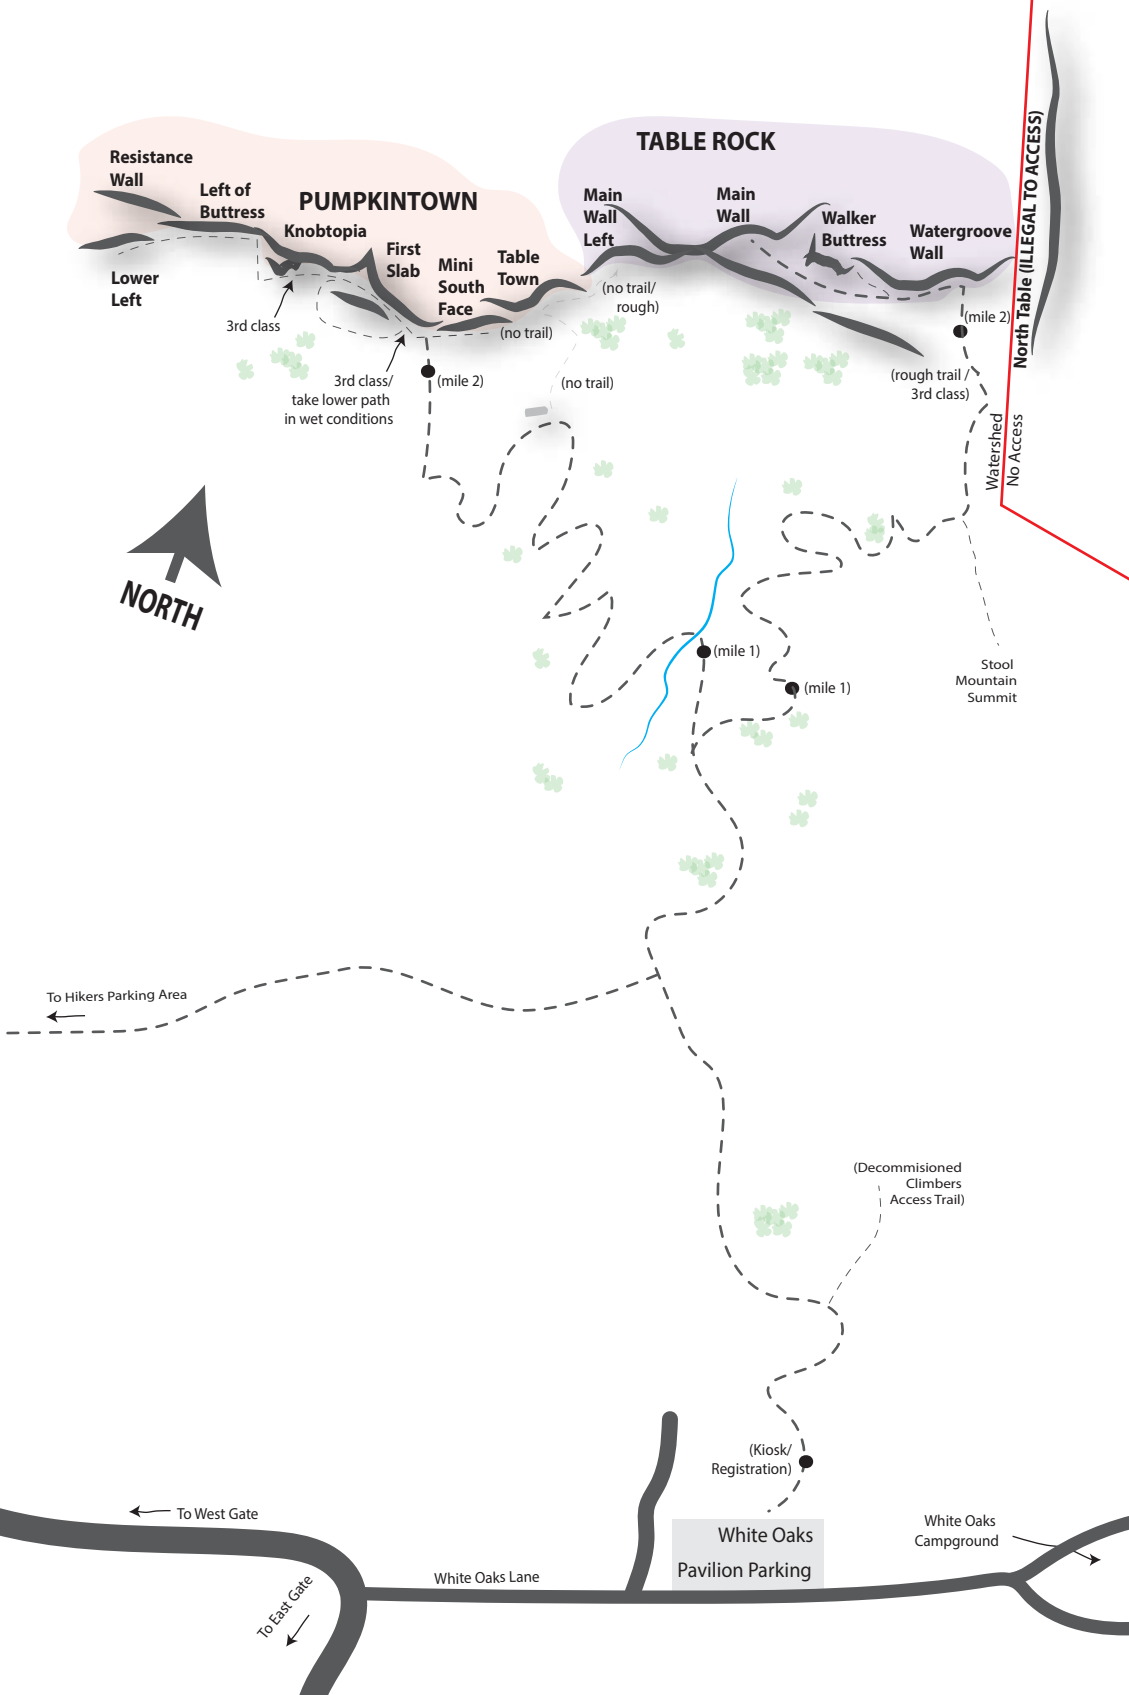 TABLE ROCK
Resistance
Wall
Left of
Buttress
PUMPKINTOWN
Knobtopia
First
Slab
Mini
South
Face
Table
Town
Main
Wall
Left
Main
Wall
Walker
Buttress
Watergroove
Wall
North Table (ILLEGAL TO ACCESS)
Lower
Left
3rd class
(no trail)
(no trail/
rough)
(mile 2)
3rd class/
take lower path
in wet conditions
(mile 2)
(no trail)
(rough trail /
3rd class)
Watershed
No Access
NORTH
(mile 1)
(mile 1)
Stool
Mountain
Summit
To Hikers Parking Area
(Decommisioned
Climbers
Access Trail)
(Kiosk/
Registration)
To West Gate
White Oaks
Pavilion Parking
White Oaks
Campground
White Oaks Lane
To East Gate